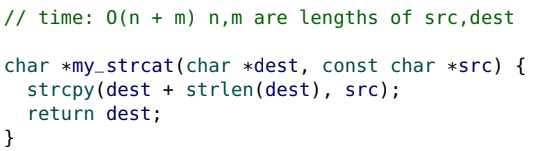 // time: O(n + m) n,m are lengths of src,dest
char *my_strcat(char *dest, const char *src) {
  strcpy(dest + strlen(dest), src);
  return dest;
}